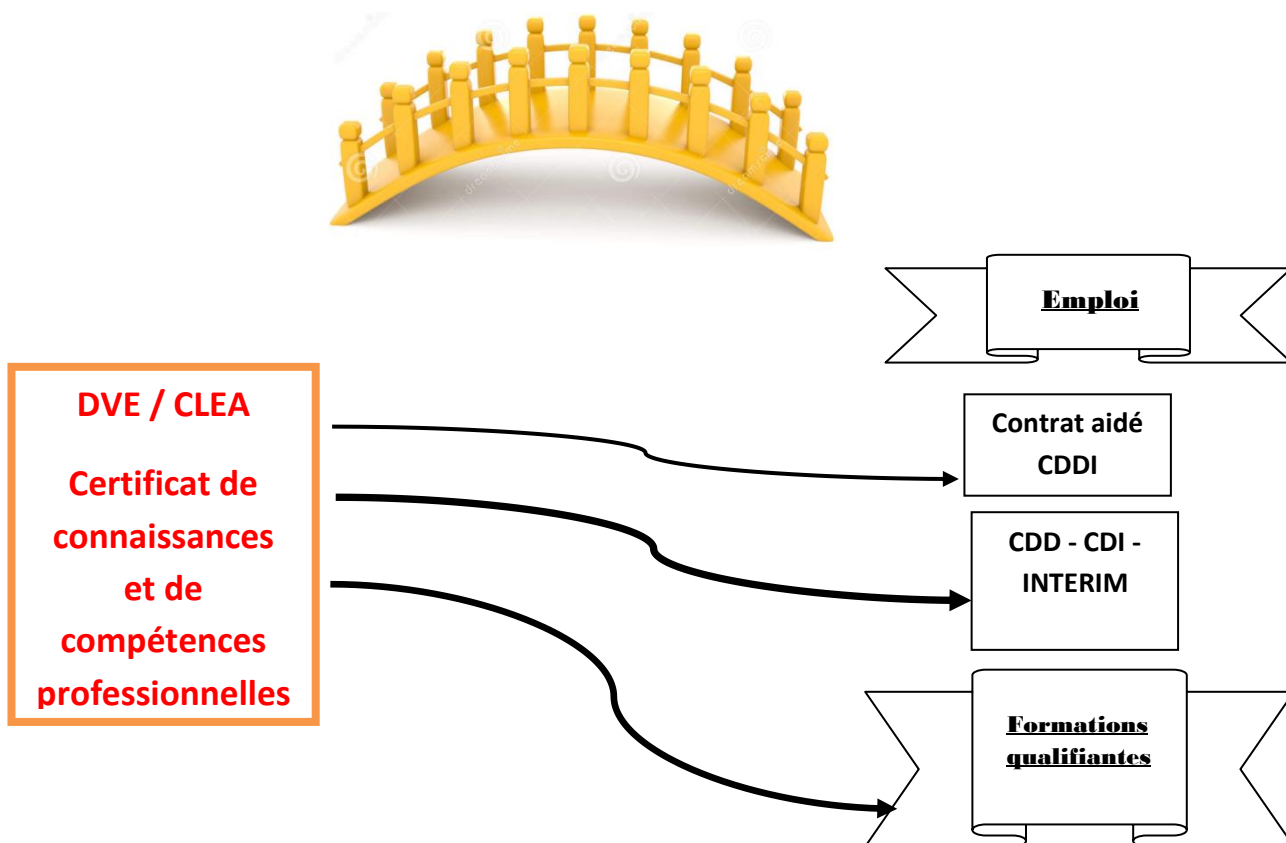 Emploi
DVE / CLEA
Certificat de
connaissances
et de
compétences
professionnelles
Contrat aidé
CDDI
CDD - CDI -
INTERIM
Formations
qualifiantes